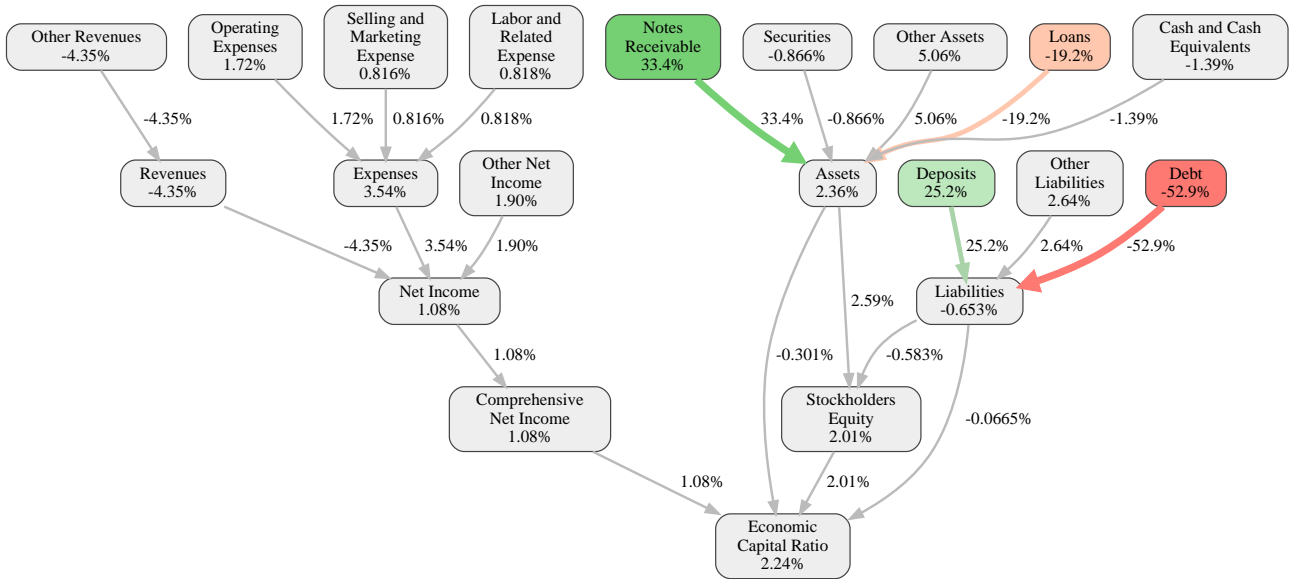 Other Revenues
-4.35%
Operating
Expenses
1.72%
Selling and
Marketing
Expense
0.816%
Labor and
Related
Expense
0.818%
Notes
Receivable
33.4%
Securities
-0.866%
Other Assets
5.06%
Loans
-19.2%
Cash and Cash
Equivalents
-1.39%
-4.35%
1.72%
0.816%
0.818%
33.4%
-0.866%
5.06%
-19.2%
-1.39%
Revenues
-4.35%
Expenses
3.54%
Other Net
Income
1.90%
Assets
2.36%
Deposits
25.2%
Other
Liabilities
2.64%
Debt
-52.9%
-4.35%
3.54%
1.90%
25.2%
2.64%
-52.9%
Net Income
1.08%
2.59%
Liabilities
-0.653%
1.08%
-0.301%
-0.583%
Comprehensive
Net Income
1.08%
Stockholders
Equity
2.01%
-0.0665%
1.08%
2.01%
Economic
Capital Ratio
2.24%